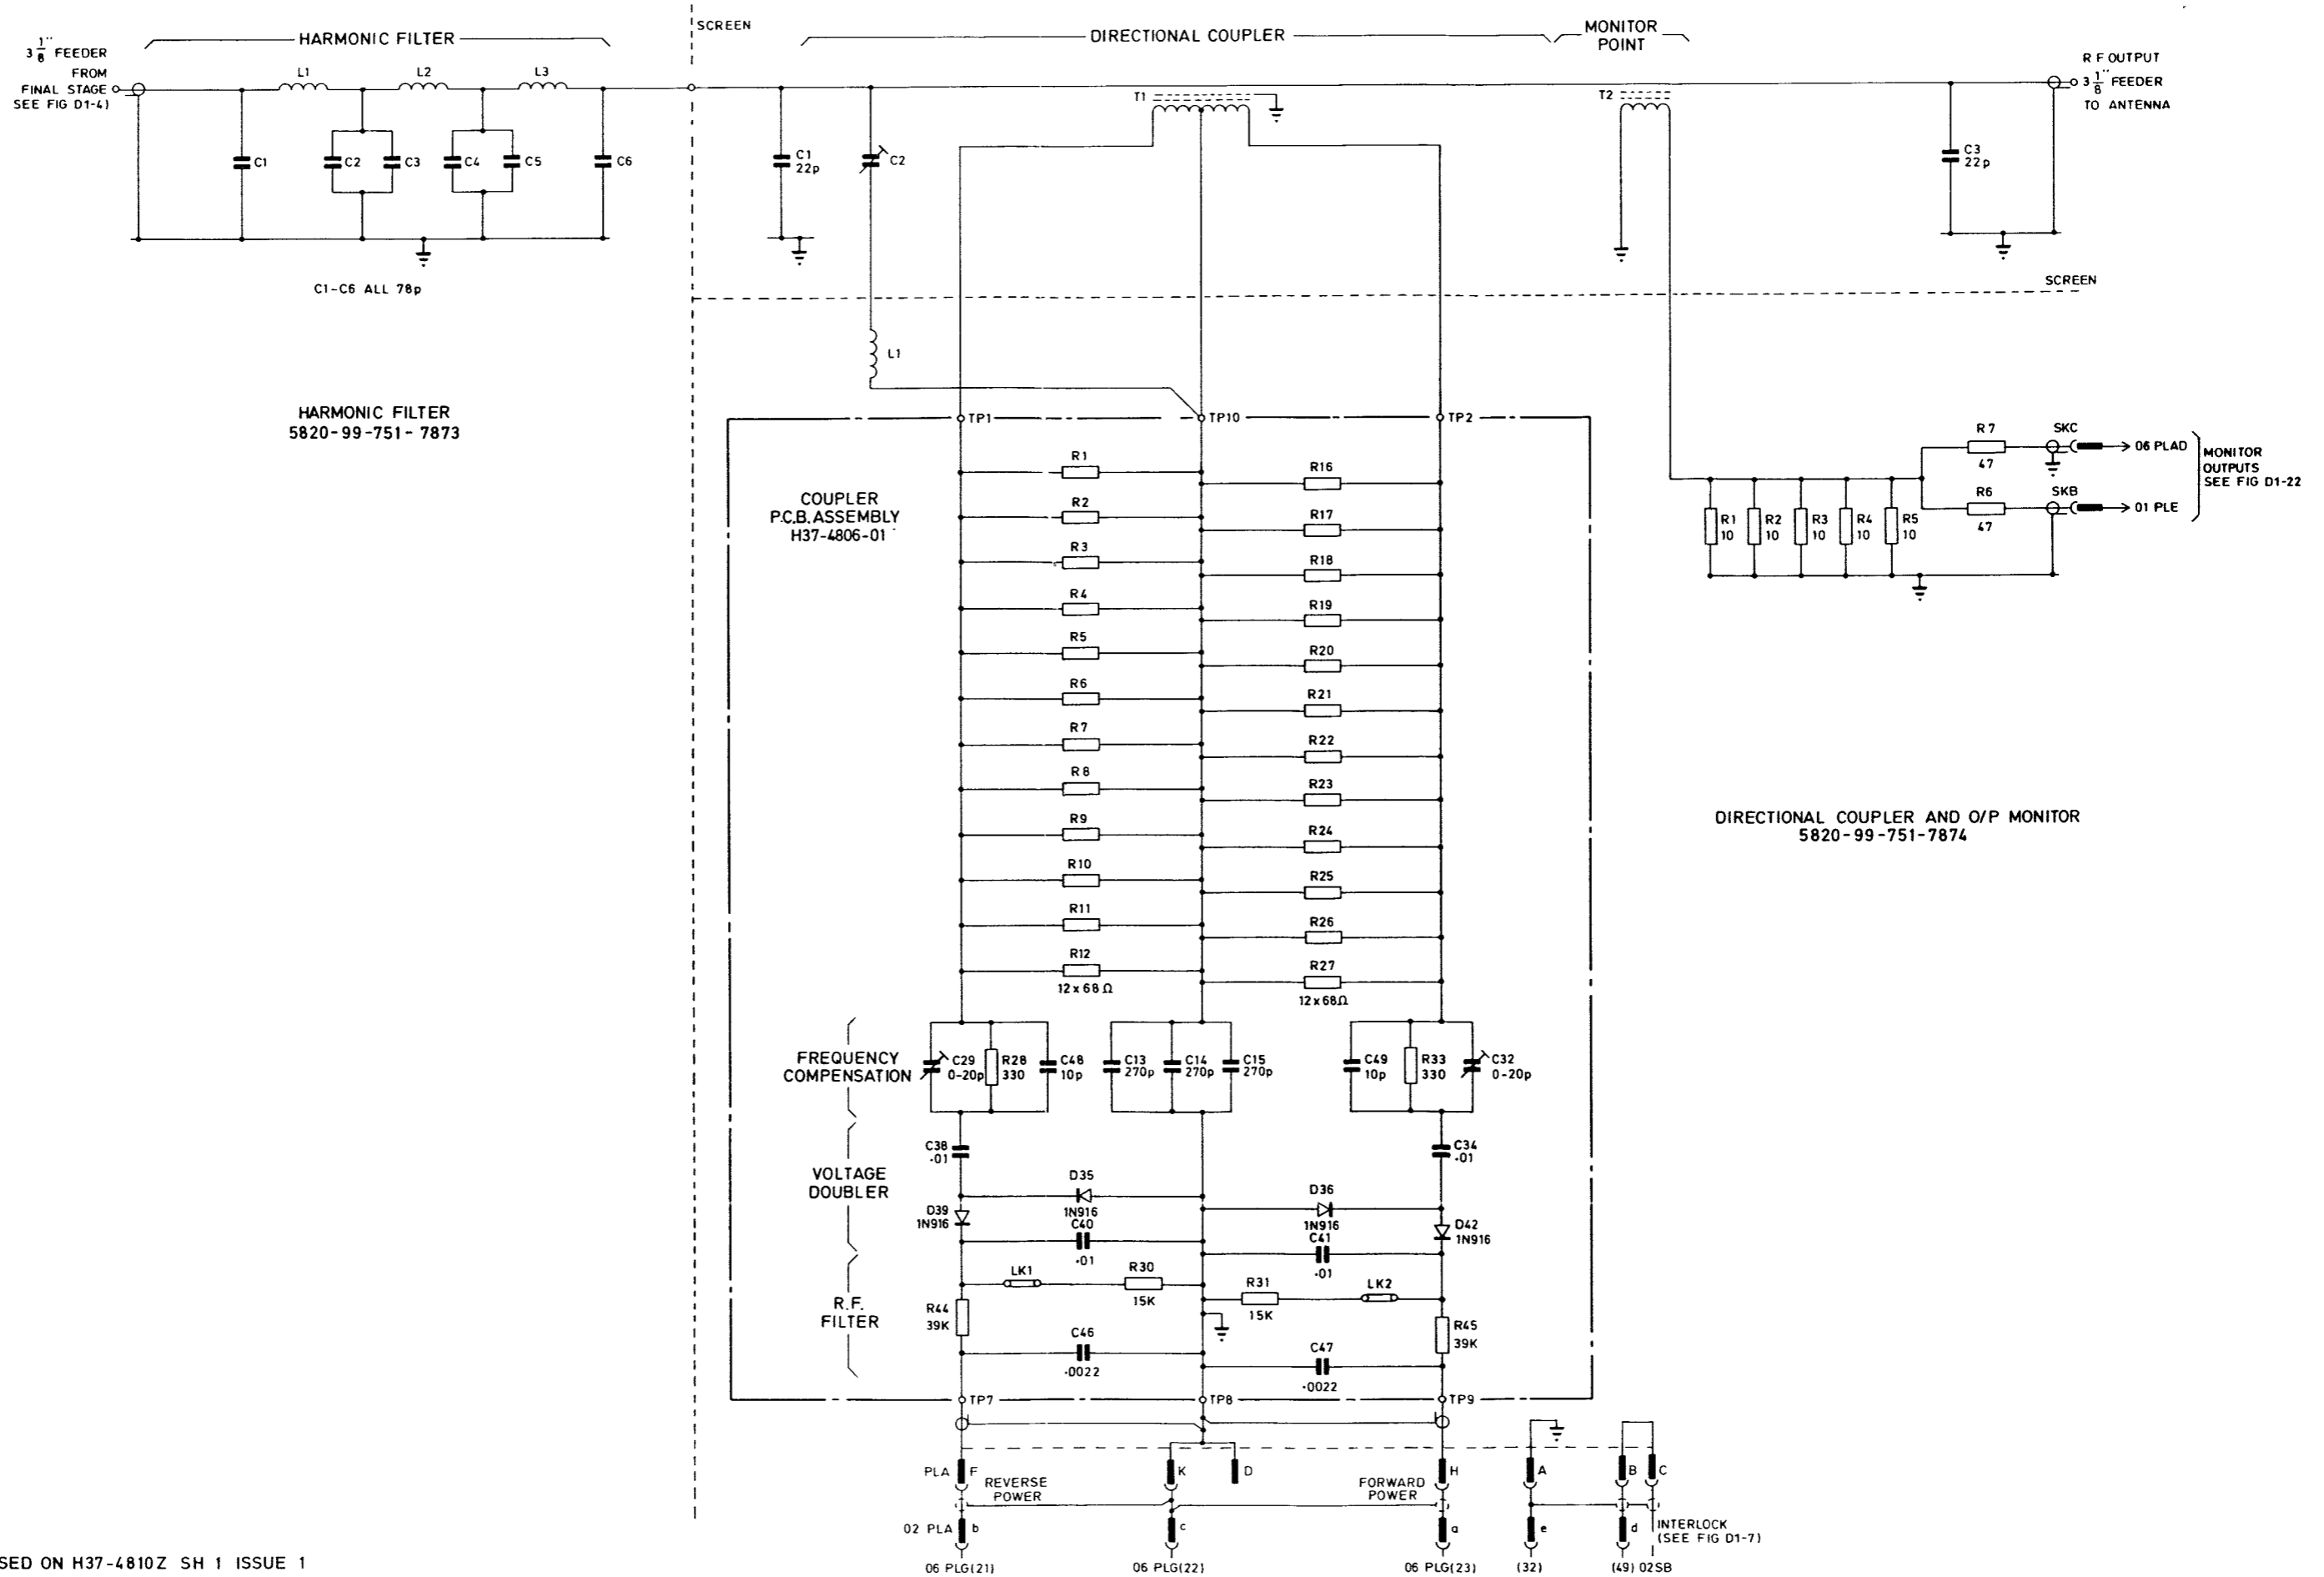 SCREEN
HARMONIC FILTER
DIRECTIONAL COUPLER
MONITOR
POINT
3 1/8" FEEDER
FROM
FINAL STAGE
SEE FIG D1-4)
L1
L2
L3
C1
C2
C3
C4
C5
C6
C1-C6 ALL 78p
HARMONIC FILTER
5820-99-751-7873
C1
22p
C2
T1
T2
C3
22p
R F OUTPUT
3 1/8" FEEDER
TO ANTENNA
SCREEN
L1
TP1
TP10
TP2
COUPLER
P.C.B. ASSEMBLY
H37-4806-01
R1
R2
R3
R4
R5
R6
R7
R8
R9
R10
R11
R12
12x68Ω
R16
R17
R18
R19
R20
R21
R22
R23
R24
R25
R26
R27
12x68Ω
R1
10
R2
10
R3
10
R4
10
R5
10
R7
47
SKC
06 PLAD
R6
47
SKB
01 PLE
MONITOR
OUTPUTS
SEE FIG D1-22
DIRECTIONAL COUPLER AND O/P MONITOR
5820-99-751-7874
FREQUENCY
COMPENSATION
C29
0-20p
R28
330
C48
10p
C13
270p
C14
270p
C15
270p
C49
10p
R33
330
C32
0-20p
VOLTAGE
DOUBLER
C38
·01
C34
·01
D35
1N916
D36
1N916
D39
1N916
D42
1N916
C40
·01
C41
·01
R.F.
FILTER
LK1
R30
15K
R31
15K
LK2
R44
39K
R45
39K
C46
·0022
C47
·0022
TP7
TP8
TP9
PLA F
REVERSE
POWER
K
D
FORWARD
POWER
H
A
B
C
02 PLA b
c
a
e
d
INTERLOCK
(SEE FIG D1-7)
06 PLG(21)
06 PLG(22)
06 PLG(23)
(32)
(49) 02SB
SED ON H37-4810Z SH 1 ISSUE 1